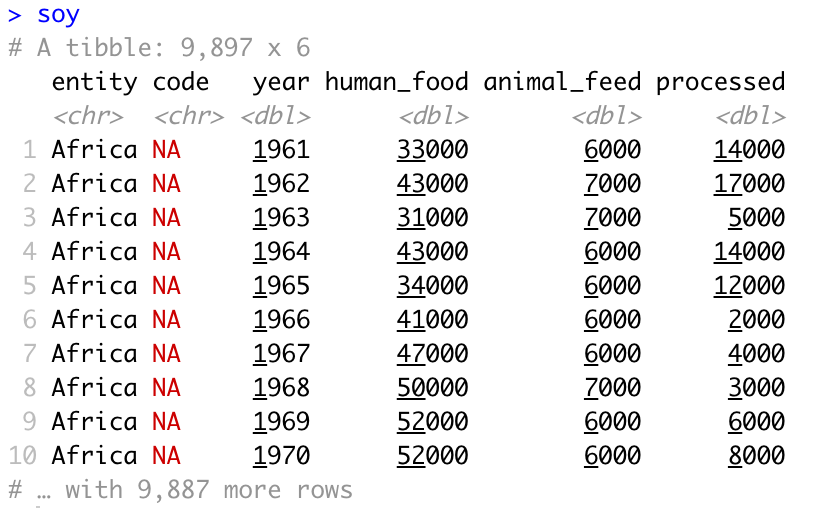 > soy
# A tibble: 9,897 x 6
entity code year human_food animal_feed processed
<chr> <chr> <dbl> <dbl> <dbl> <dbl>
1 Africa NA 1961 33000 6000 14000
2 Africa NA 1962 43000 7000 17000
3 Africa NA 1963 31000 7000 5000
4 Africa NA 1964 43000 6000 14000
5 Africa NA 1965 34000 6000 12000
6 Africa NA 1966 41000 6000 2000
7 Africa NA 1967 47000 6000 4000
8 Africa NA 1968 50000 7000 3000
9 Africa NA 1969 52000 6000 6000
10 Africa NA 1970 52000 6000 8000
# … with 9,887 more rows